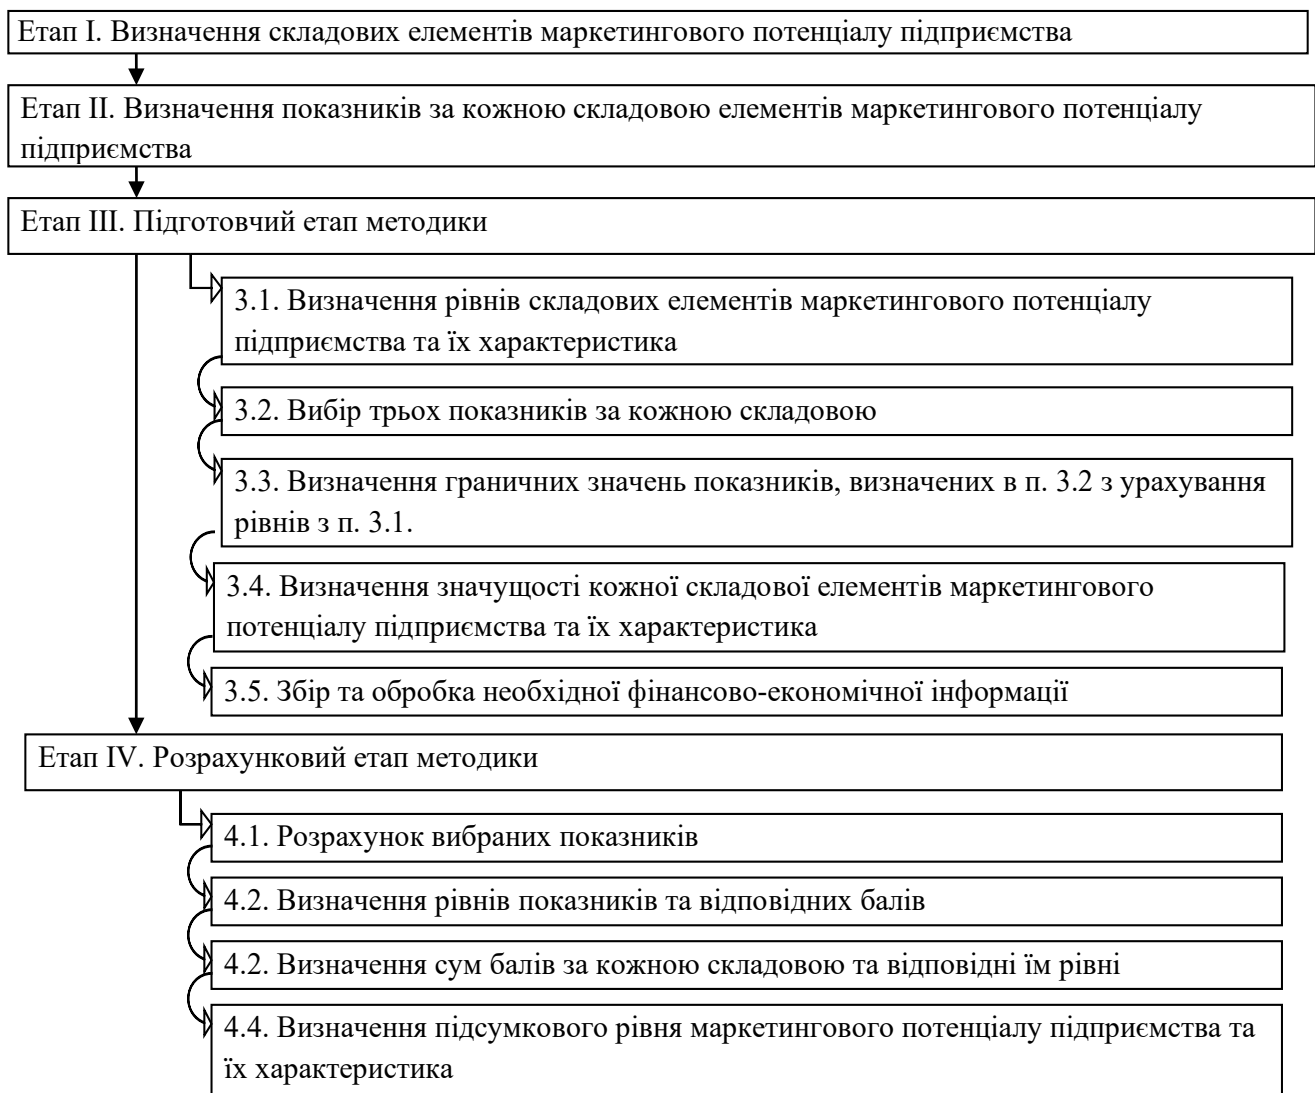 Етап І. Визначення складових елементів маркетингового потенціалу підприємства
Етап ІІ. Визначення показників за кожною складовою елементів маркетингового потенціалу
підприємства
Етап ІІІ. Підготовчий етап методики
3.1. Визначення рівнів складових елементів маркетингового потенціалу
підприємства та їх характеристика
3.2. Вибір трьох показників за кожною складовою
3.3. Визначення граничних значень показників, визначених в п. 3.2 з урахування
рівнів з п. 3.1.
3.4. Визначення значущості кожної складової елементів маркетингового
потенціалу підприємства та їх характеристика
3.5. Збір та обробка необхідної фінансово-економічної інформації
Етап IV. Розрахунковий етап методики
4.1. Розрахунок вибраних показників
4.2. Визначення рівнів показників та відповідних балів
4.2. Визначення сум балів за кожною складовою та відповідні їм рівні
4.4. Визначення підсумкового рівня маркетингового потенціалу підприємства та
їх характеристика